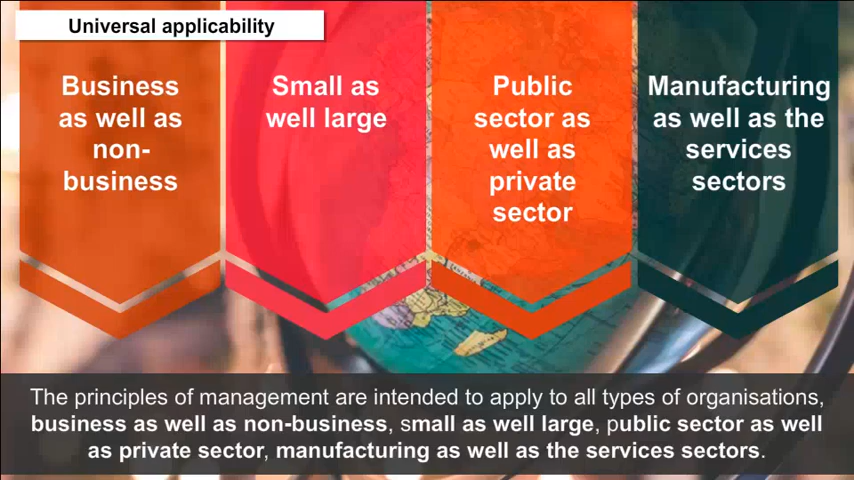 Universal applicability
Business
as well as
non-
business
Small as
well large
Public
sector as
well as
private
sector
Manufacturing
as well as the
services
sectors
The principles of management are intended to apply to all types of organisations,
business as well as non-business, small as well large, public sector as well
as private sector, manufacturing as well as the services sectors.